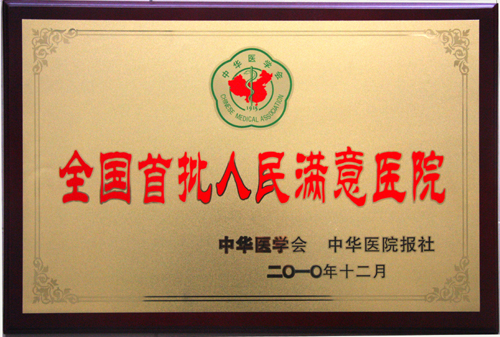 中华医学会
CHINESE MEDICAL ASSOCIATION
全国首批人民满意医院
中华医学会 中华医院报社
二〇一〇年十二月